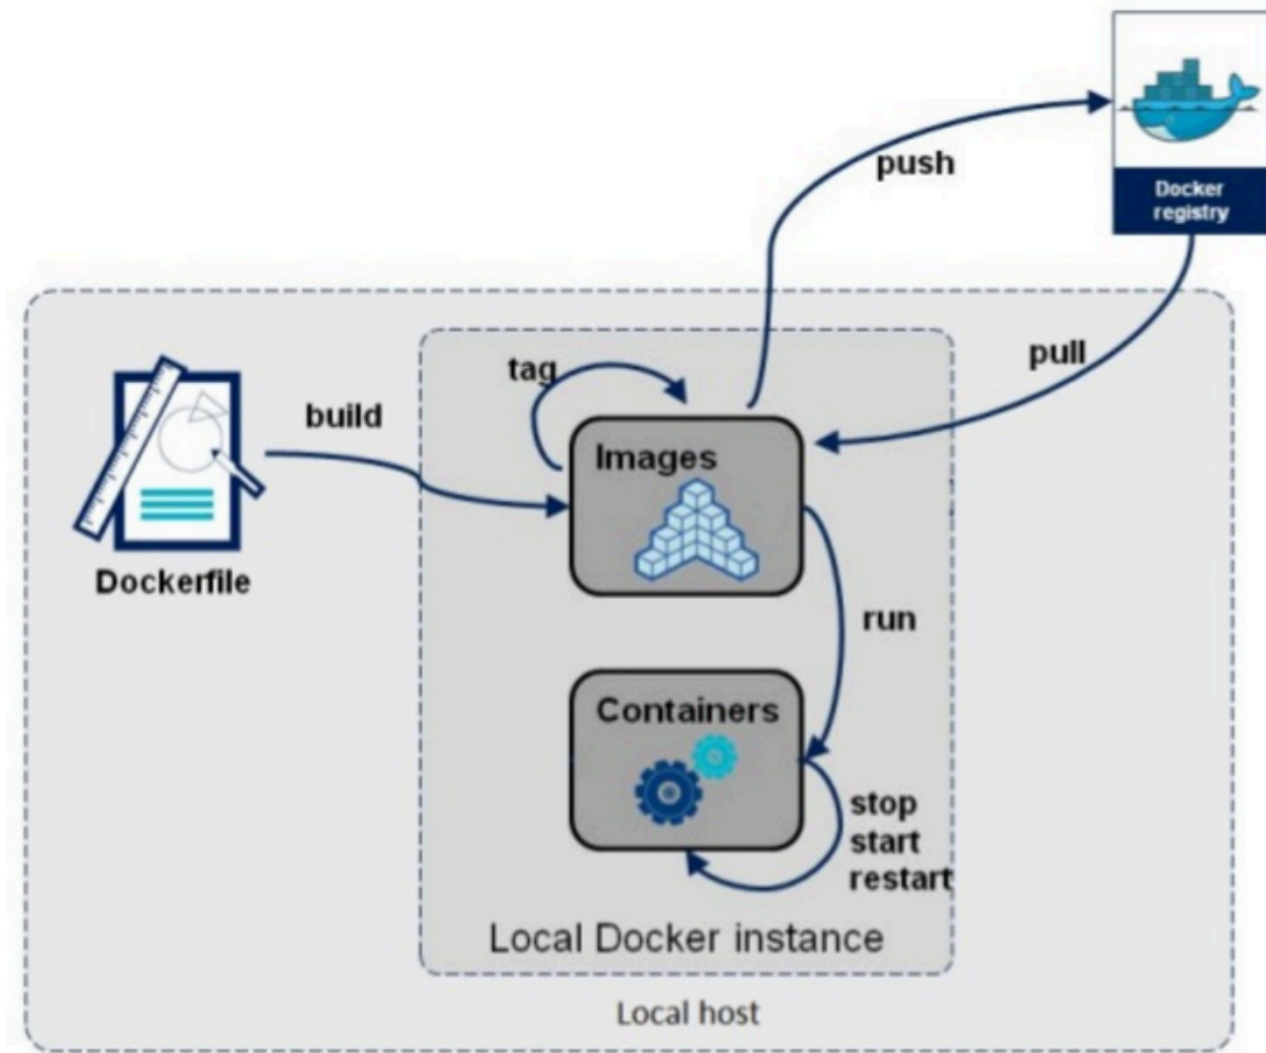 push
Docker
registry
pull
tag
build
Images
Dockerfile
run
Containers
stop
start
restart
Local Docker instance
Local host